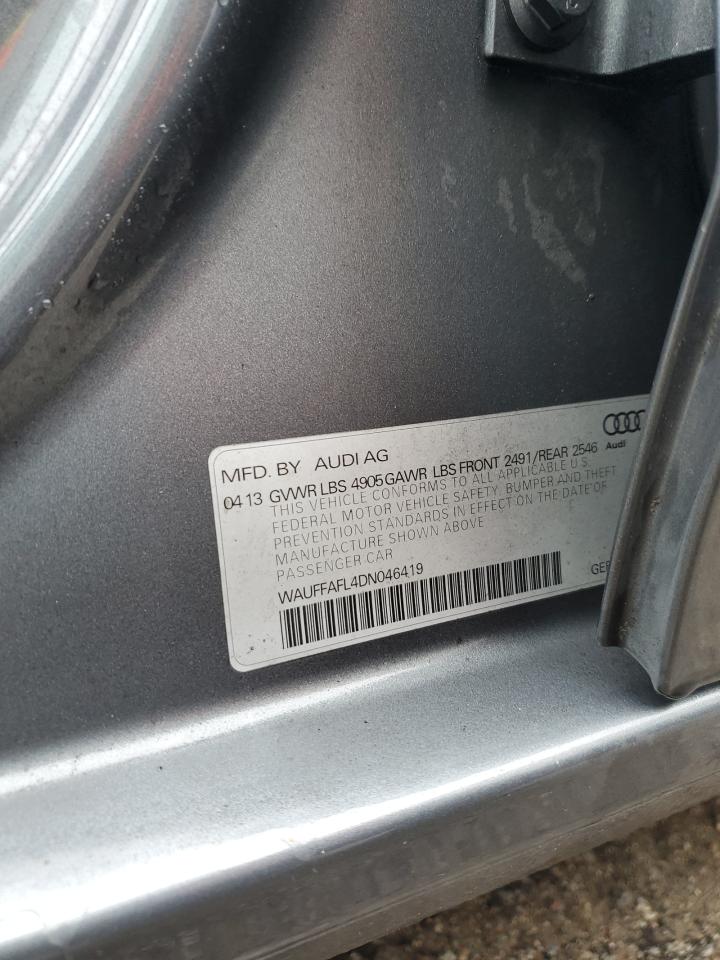 MFD. BY AUDI AG
Audi
04 13 GVWR LBS 4905 GAWR LBS FRONT 2491/REAR 2546
THIS VEHICLE CONFORMS TO ALL APPLICABLE U.S.
FEDERAL MOTOR VEHICLE SAFETY, BUMPER AND THEFT
PREVENTION STANDARDS IN EFFECT ON THE DATE OF
MANUFACTURE SHOWN ABOVE
PASSENGER CAR
WAUFFAFL4DN046419